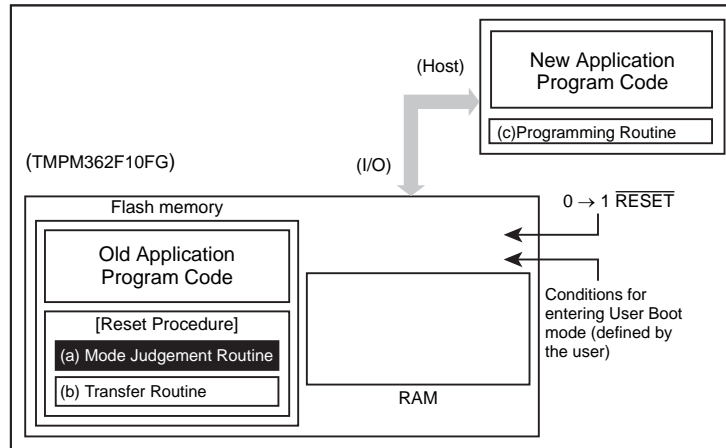 (Host)
New Application
Program Code
(c)Programming Routine
(TMPM362F10FG)
(I/O)
Flash memory
0 → 1 RESET
Old Application
Program Code
[Reset Procedure]
(a) Mode Judgement Routine
(b) Transfer Routine
RAM
Conditions for
entering User Boot
mode (defined by
the user)